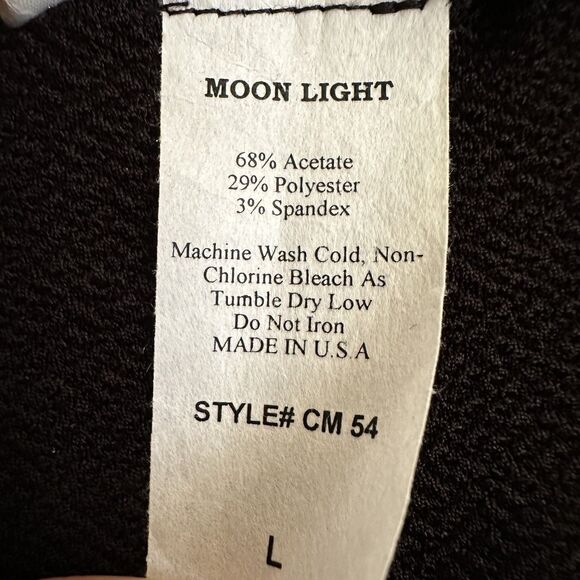 MOON LIGHT
68% Acetate
29% Polyester
3% Spandex
Machine Wash Cold, Non-
Chlorine Bleach As
Tumble Dry Low
Do Not Iron
MADE IN U.S.A
STYLE# CM 54
L